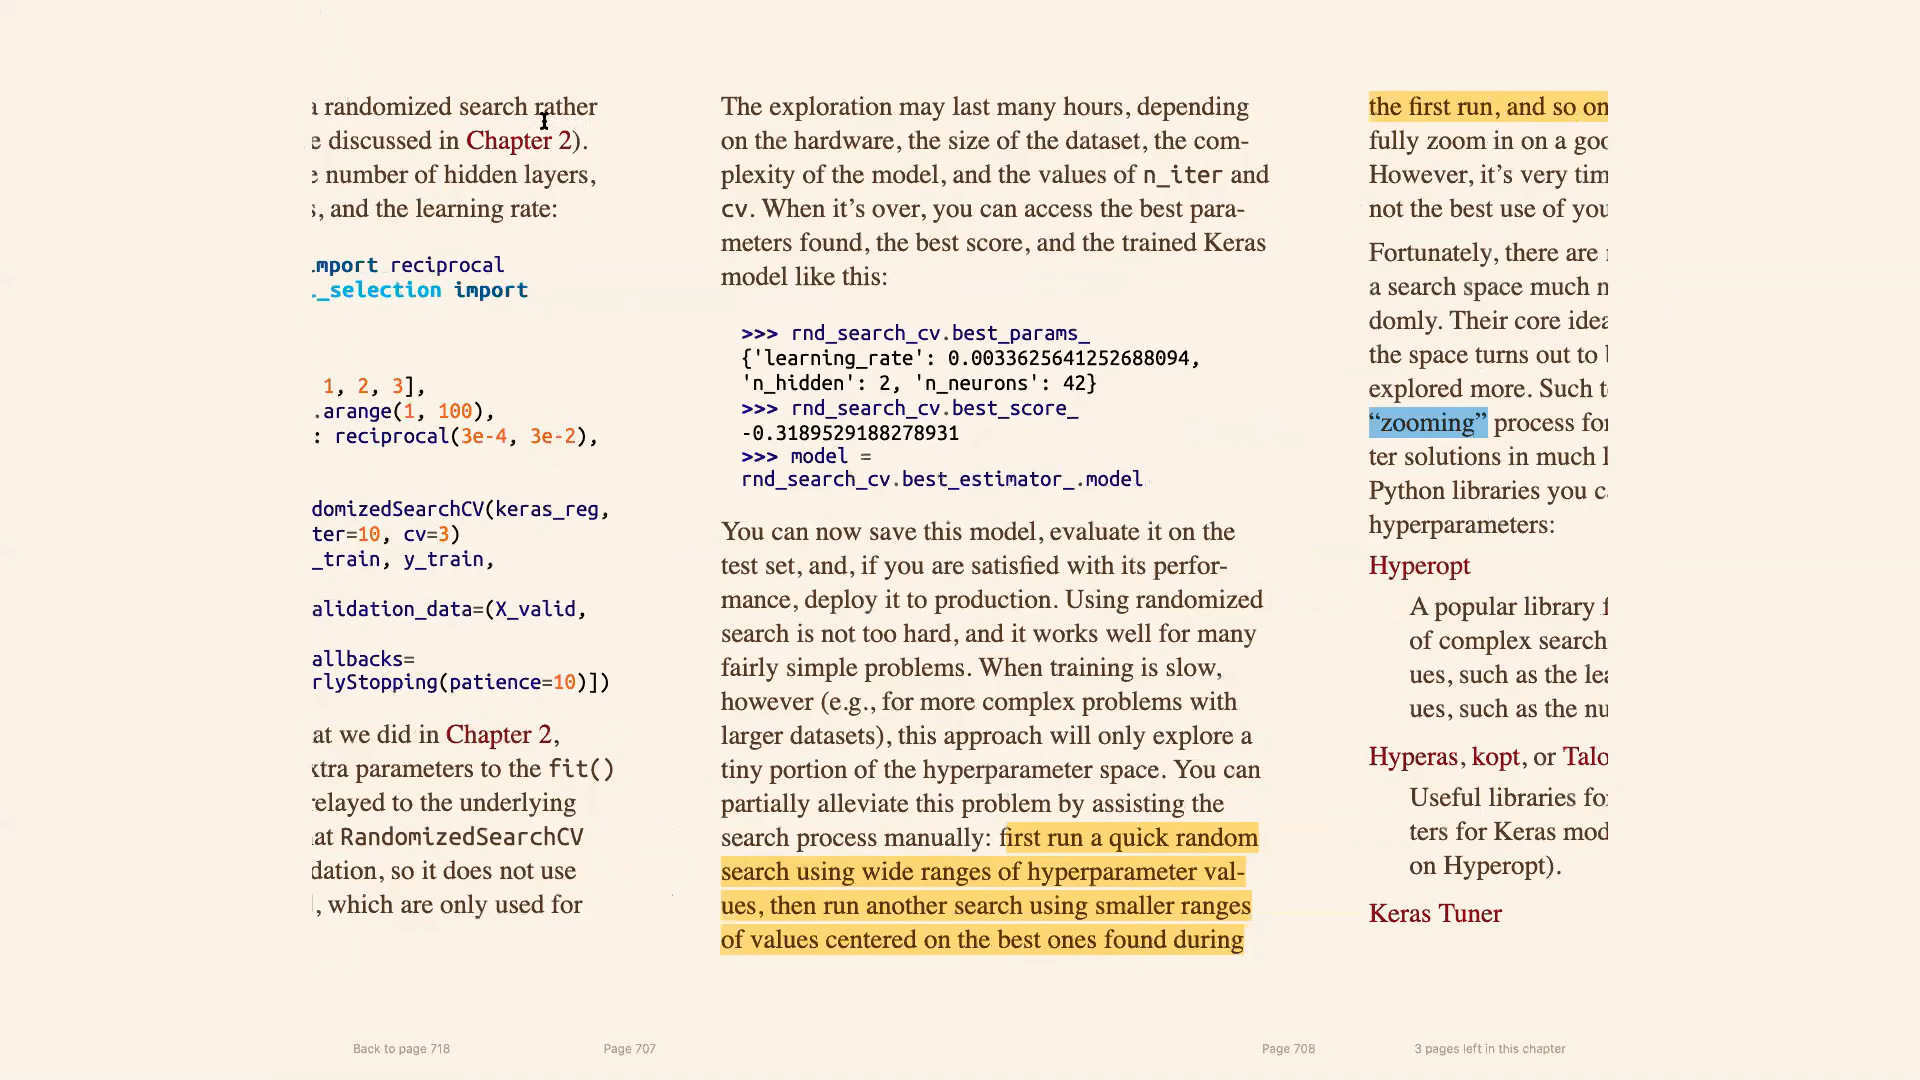 a randomized search rather
e discussed in Chapter 2).
e number of hidden layers,
s, and the learning rate:
import reciprocal
l_selection import
1, 2, 3],
.arange(1, 100),
: reciprocal(3e-4, 3e-2),
domizedSearchCV(keras_reg,
ter=10, cv=3)
_train, y_train,
alidation_data=(X_valid,
allbacks=
rlyStopping(patience=10)])
at we did in Chapter 2,
xtra parameters to the fit()
relayed to the underlying
at RandomizedSearchCV
dation, so it does not use
, which are only used for
The exploration may last many hours, depending
on the hardware, the size of the dataset, the com-
plexity of the model, and the values of n_iter and
cv. When it’s over, you can access the best para-
meters found, the best score, and the trained Keras
model like this:
>>> rnd_search_cv.best_params_
{'learning_rate': 0.0033625641252688094,
'n_hidden': 2, 'n_neurons': 42}
>>> rnd_search_cv.best_score_
-0.3189529188278931
>>> model =
rnd_search_cv.best_estimator_.model
You can now save this model, evaluate it on the
test set, and, if you are satisfied with its perfor-
mance, deploy it to production. Using randomized
search is not too hard, and it works well for many
fairly simple problems. When training is slow,
however (e.g., for more complex problems with
larger datasets), this approach will only explore a
tiny portion of the hyperparameter space. You can
partially alleviate this problem by assisting the
search process manually: first run a quick random
search using wide ranges of hyperparameter val-
ues, then run another search using smaller ranges
of values centered on the best ones found during
the first run, and so on
fully zoom in on a goo
However, it’s very tim
not the best use of you
Fortunately, there are
a search space much
domly. Their core idea
the space turns out to
explored more. Such
“zooming” process for
ter solutions in much
Python libraries you
hyperparameters:
Hyperopt
A popular library
of complex search
ues, such as the lea
ues, such as the nu
Hyperas, kopt, or Talo
Useful libraries for
ters for Keras mod
on Hyperopt).
Keras Tuner
Back to page 718
Page 707
Page 708
3 pages left in this chapter